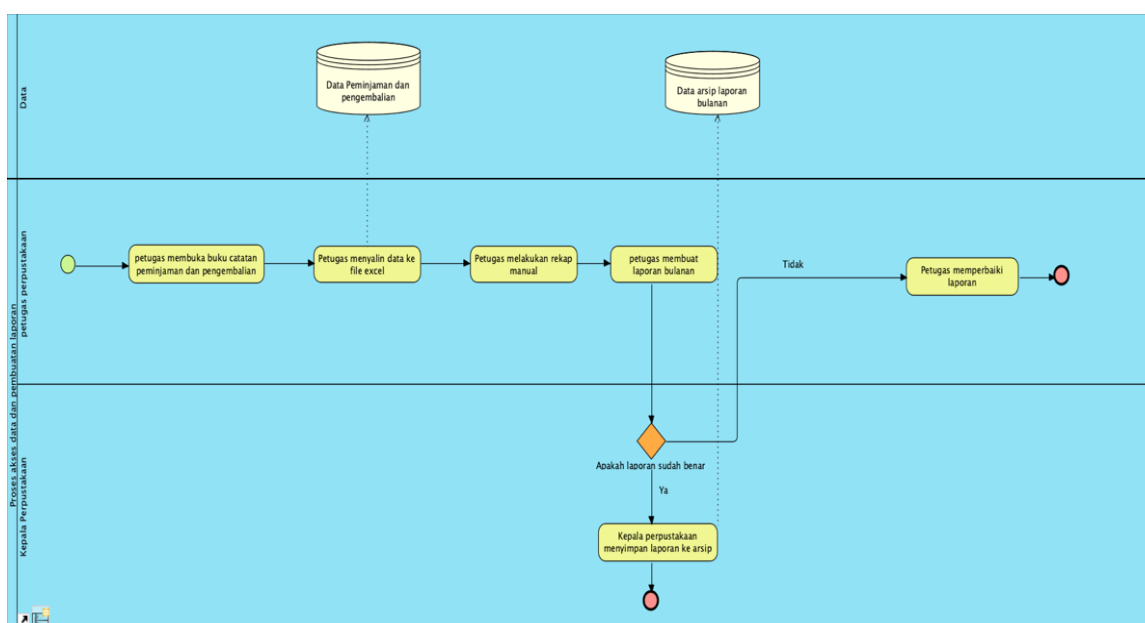 Proses akses data dan pembuatan laporan
Data
Data Peminjaman dan
pengembalian
Data arsip laporan
bulanan
petugas perpustakaan
petugas membuka buku catatan
peminjaman dan pengembalian
Petugas menyalin data ke
file excel
Petugas melakukan rekap
manual
petugas membuat
laporan bulanan
Tidak
Petugas memperbaiki
laporan
Kepala Perpustakaan
Apakah laporan sudah benar
Ya
Kepala perpustakaan
menyimpan laporan ke arsip